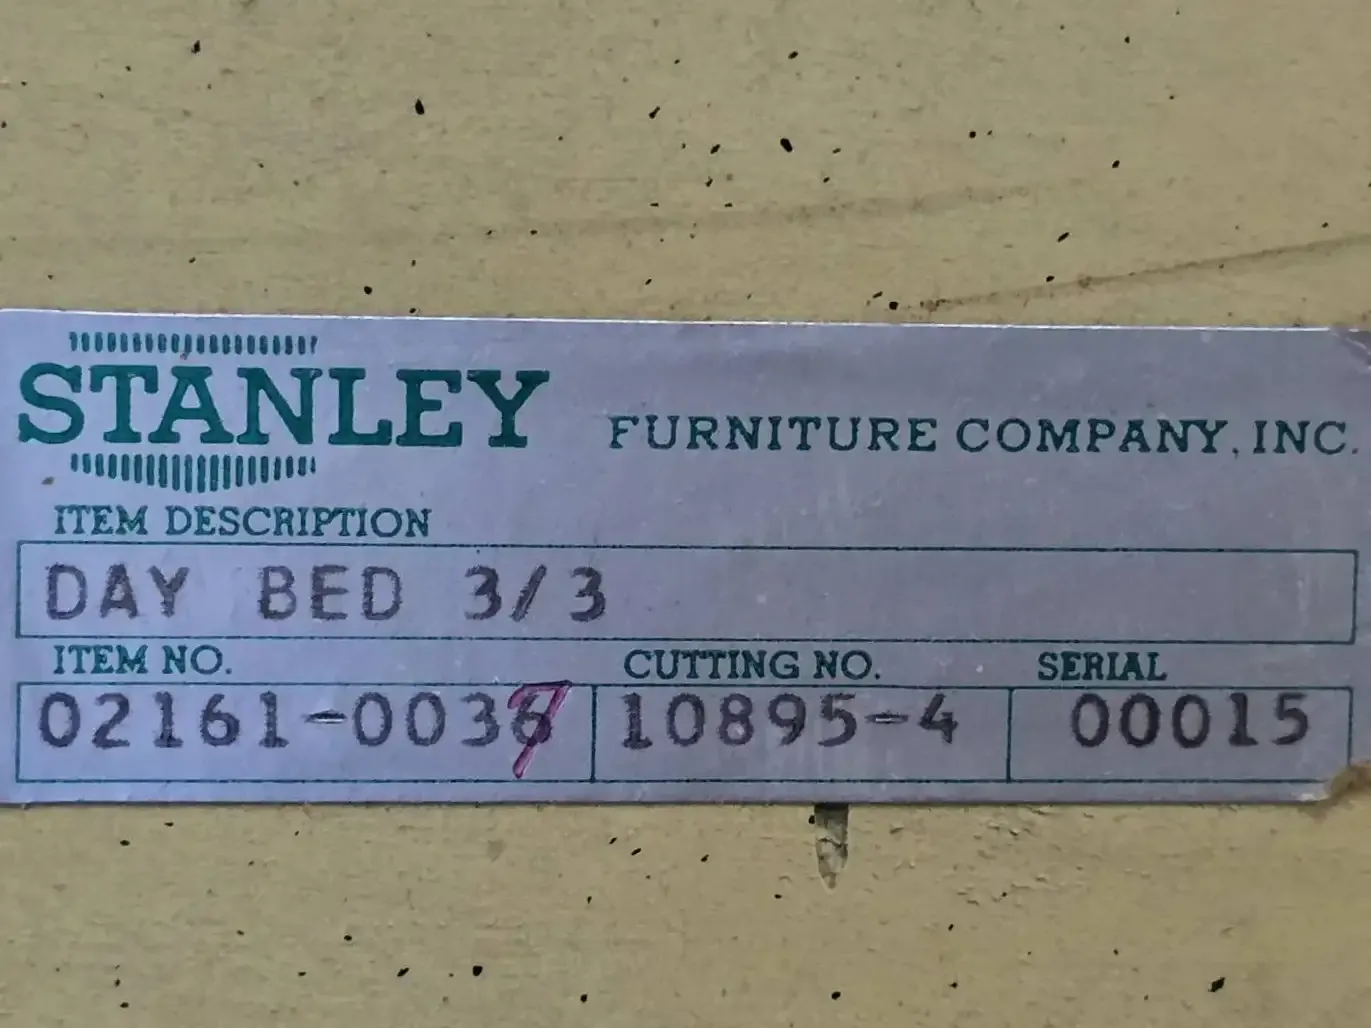 STANLEY FURNITURE COMPANY, INC.
ITEM DESCRIPTION
DAY BED 3/3
ITEM NO. CUTTING NO. SERIAL
02161-0037 10895-4 00015